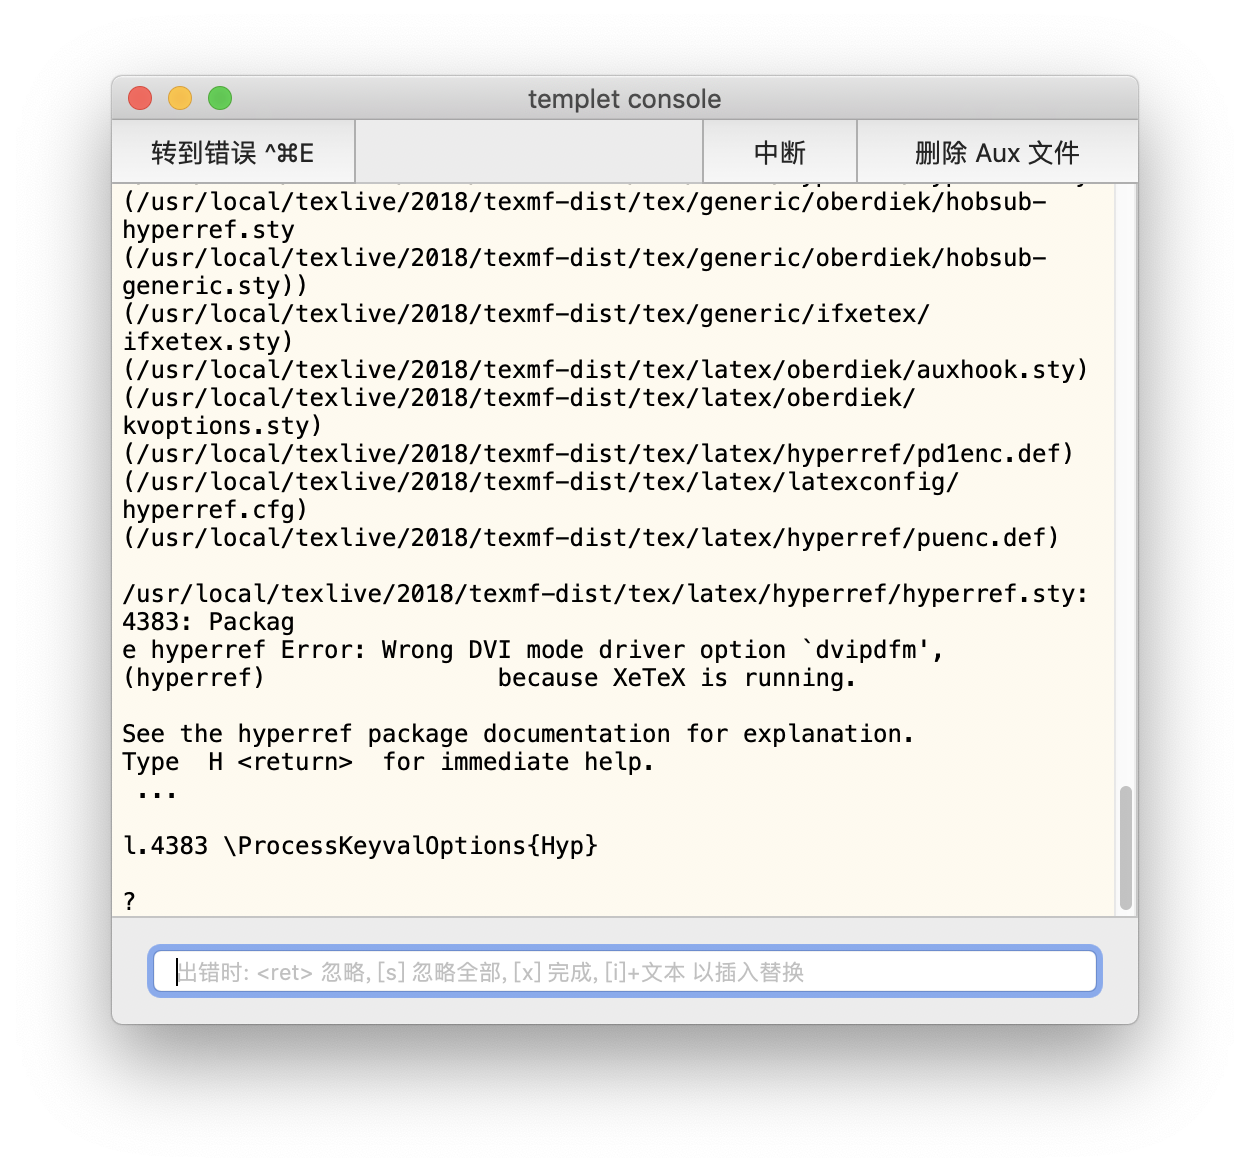 templet console
转到错误 ^⌘E
中断
删除 Aux 文件
(/usr/local/texlive/2018/texmf-dist/tex/generic/oberdiek/hobsub-
hyperref.sty
(/usr/local/texlive/2018/texmf-dist/tex/generic/oberdiek/hobsub-
generic.sty))
(/usr/local/texlive/2018/texmf-dist/tex/generic/ifxetex/
ifxetex.sty)
(/usr/local/texlive/2018/texmf-dist/tex/latex/oberdiek/auxhook.sty)
(/usr/local/texlive/2018/texmf-dist/tex/latex/oberdiek/
kvoptions.sty)
(/usr/local/texlive/2018/texmf-dist/tex/latex/hyperref/pd1enc.def)
(/usr/local/texlive/2018/texmf-dist/tex/latex/latexconfig/
hyperref.cfg)
(/usr/local/texlive/2018/texmf-dist/tex/latex/hyperref/puenc.def)
/usr/local/texlive/2018/texmf-dist/tex/latex/hyperref/hyperref.sty:
4383: Packag
e hyperref Error: Wrong DVI mode driver option `dvipdfm',
(hyperref)                because XeTeX is running.
See the hyperref package documentation for explanation.
Type  H <return>  for immediate help.
 ...
l.4383 \ProcessKeyvalOptions{Hyp}
?
出错时: <ret> 忽略, [s] 忽略全部, [x] 完成, [i]+文本 以插入替换